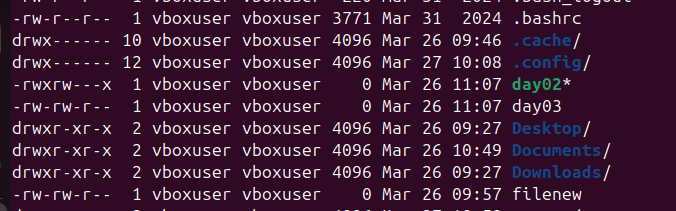 -rw-r--r-- 1 vboxuser vboxuser 3771 Mar 31 2024 .bashrc
drwx------ 10 vboxuser vboxuser 4096 Mar 26 09:46 .cache/
drwx------ 12 vboxuser vboxuser 4096 Mar 27 10:08 .config/
-rwxrw---x 1 vboxuser vboxuser 0 Mar 26 11:07 day02*
-rw-rw-r-- 1 vboxuser vboxuser 0 Mar 26 11:07 day03
drwxr-xr-x 2 vboxuser vboxuser 4096 Mar 26 09:27 Desktop/
drwxr-xr-x 2 vboxuser vboxuser 4096 Mar 26 10:49 Documents/
drwxr-xr-x 2 vboxuser vboxuser 4096 Mar 26 09:27 Downloads/
-rw-rw-r-- 1 vboxuser vboxuser 0 Mar 26 09:57 filenew